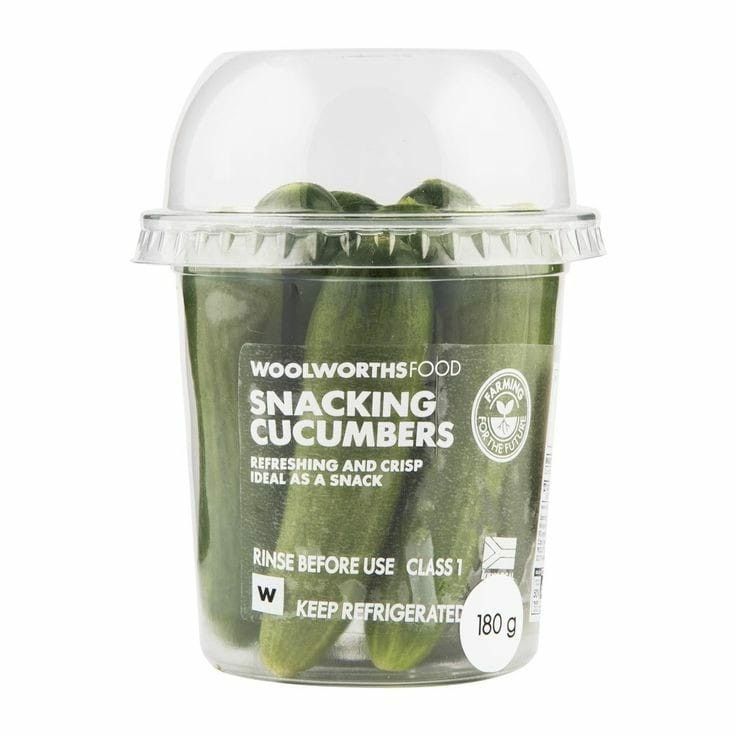 WOOLWORTHSFOOD
SNACKING
CUCUMBERS
REFRESHING AND CRISP
IDEAL AS A SNACK
FARMING
FOR THE FUTURE
RINSE BEFORE USE CLASS 1
W
KEEP REFRIGERATED
180 g